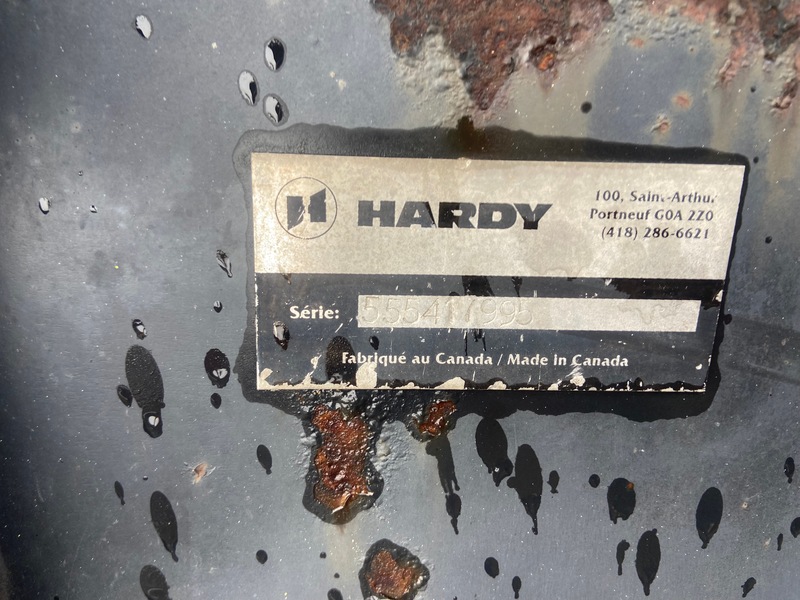 H HARDY
100, Saint-Arthur
Portneuf G0A 2Z0
(418) 286-6621
Série:
Fabriqué au Canada / Made in Canada